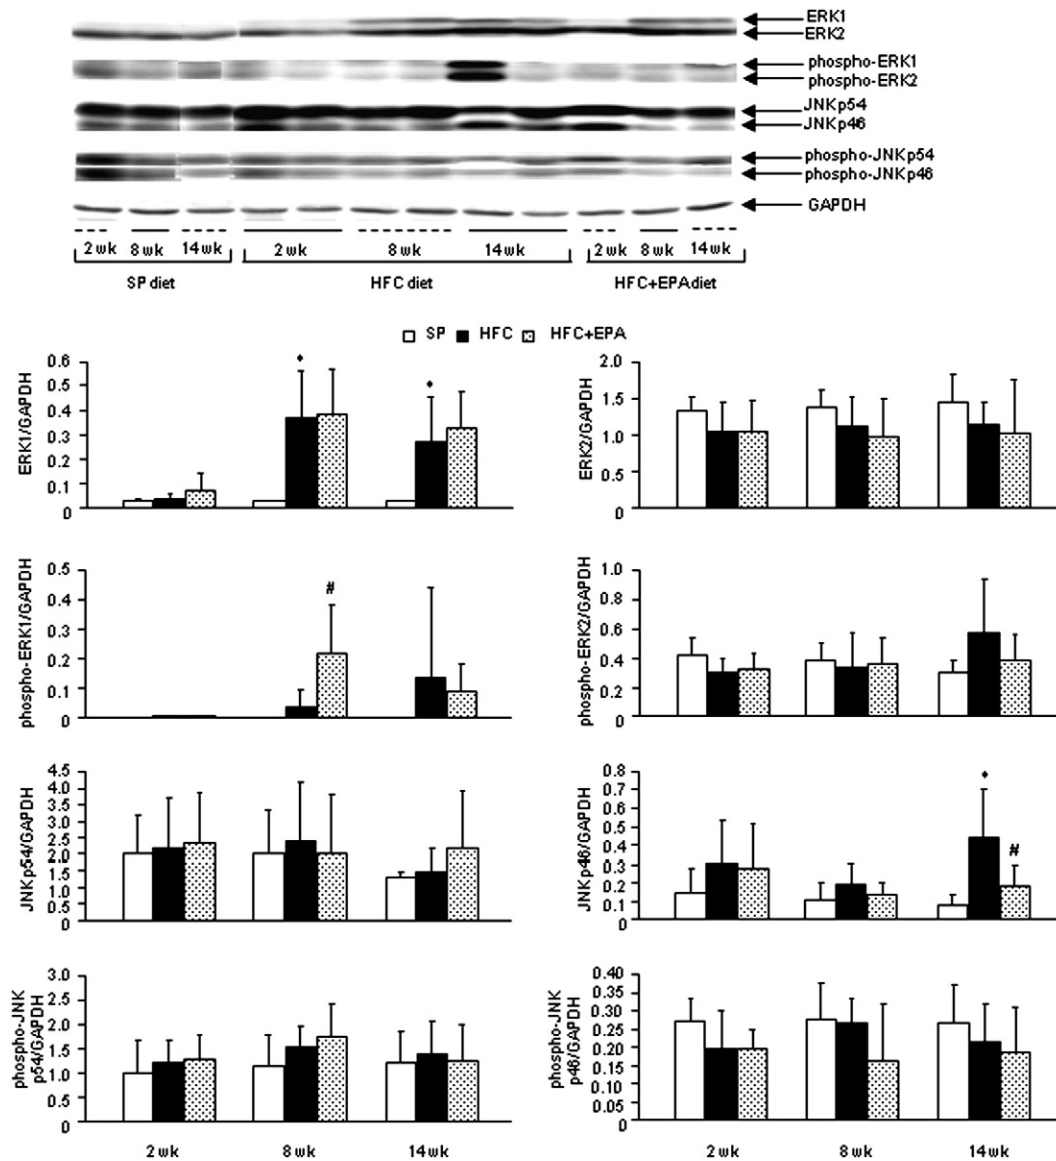 ERK1
ERK2
phospho-ERK1
phospho-ERK2
JNKp54
JNKp46
phospho-JNKp54
phospho-JNKp46
GAPDH
2 wk 8 wk 14 wk 2 wk 8 wk 14 wk 2 wk 8 wk 14 wk
SP diet HFC diet HFC+EPA diet
SP HFC HFC+EPA
ERK1/GAPDH
0.6
0.5
0.4
0.3
0.2
0.1
0
*
*
ERK2/GAPDH
2.0
1.5
1.0
0.5
0
phospho-ERK1/GAPDH
0.5
0.4
0.3
0.2
0.1
0
#
phospho-ERK2/GAPDH
1.0
0.8
0.6
0.4
0.2
0
JNKp54/GAPDH
4.5
4.0
3.5
3.0
2.5
2.0
1.5
1.0
0.5
0
JNKp46/GAPDH
0.8
0.7
0.6
0.5
0.4
0.3
0.2
0.1
0
*
#
phospho-JNK
p54/GAPDH
3.0
2.5
2.0
1.5
1.0
0.5
0
2 wk 8 wk 14 wk
phospho-JNK
p46/GAPDH
0.40
0.35
0.30
0.25
0.20
0.15
0.10
0.05
0
2 wk 8 wk 14 wk